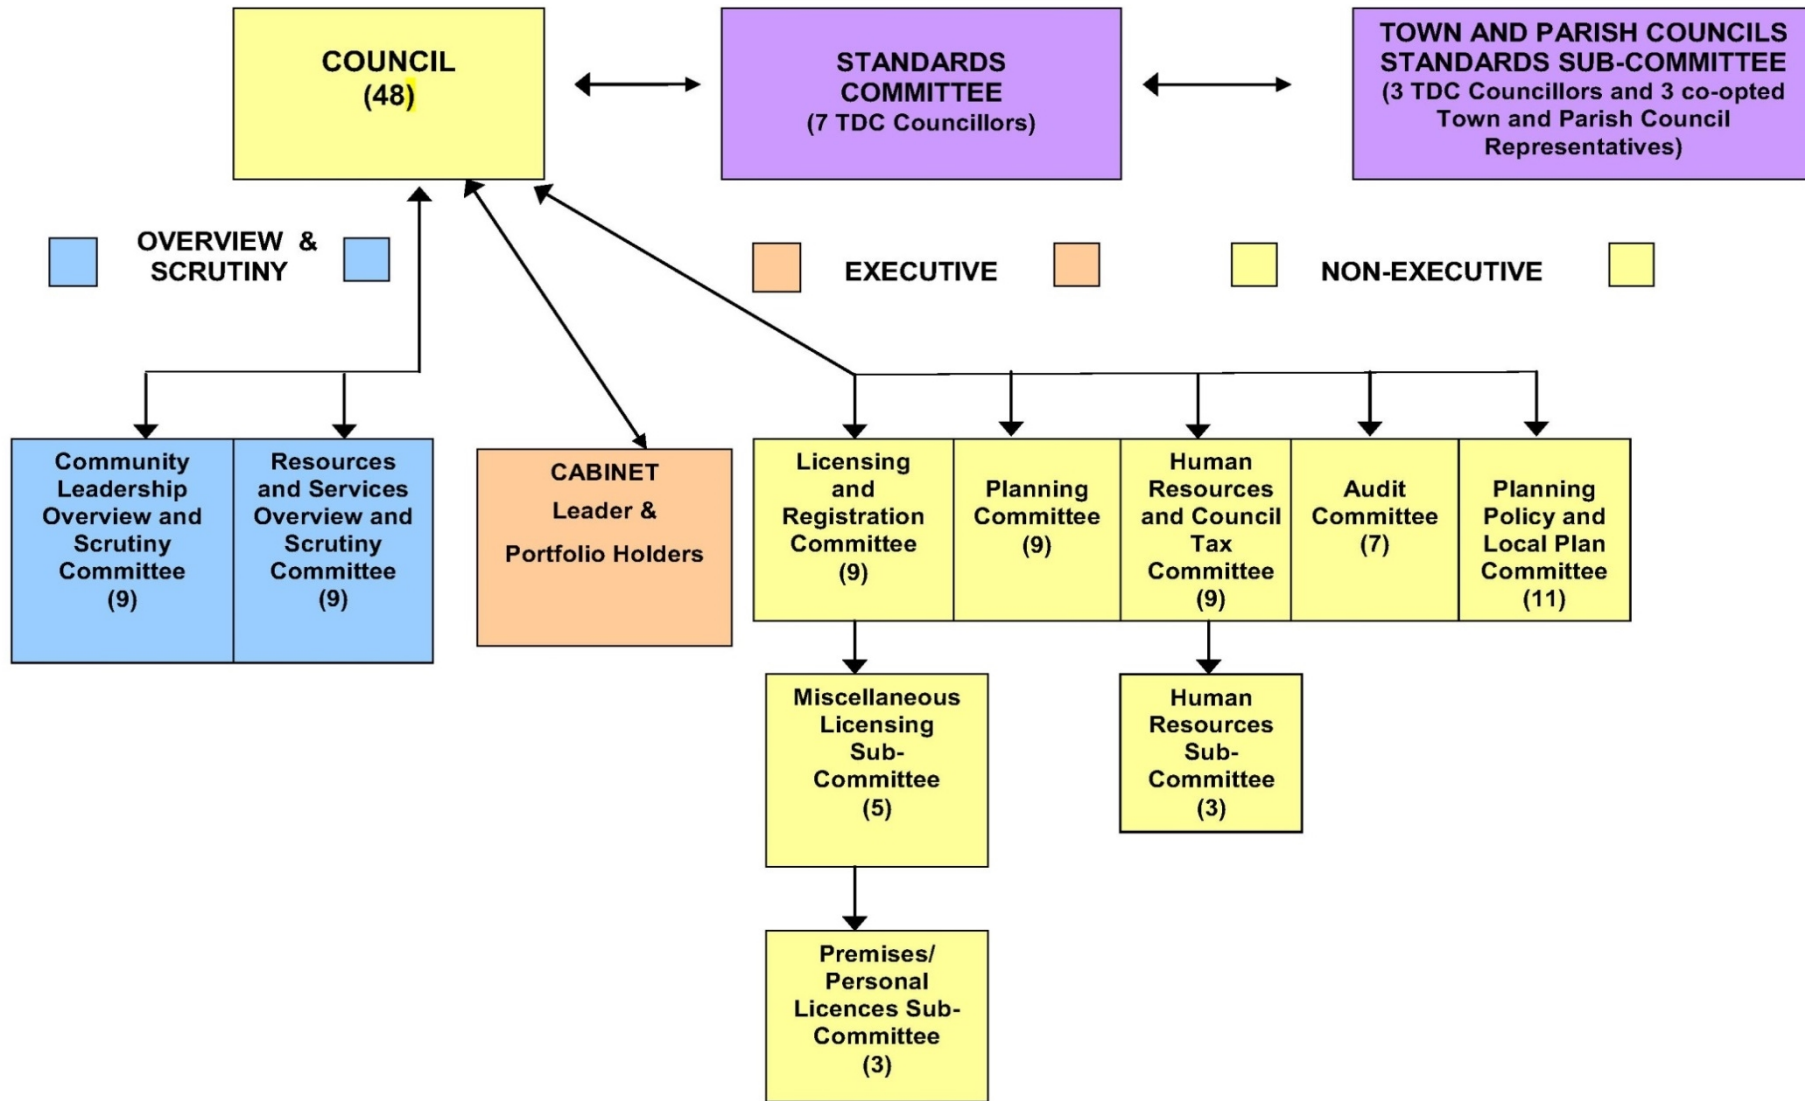 COUNCIL
(48)
STANDARDS
COMMITTEE
(7 TDC Councillors)
TOWN AND PARISH COUNCILS
STANDARDS SUB-COMMITTEE
(3 TDC Councillors and 3 co-opted
Town and Parish Council
Representatives)
OVERVIEW &
SCRUTINY
EXECUTIVE
NON-EXECUTIVE
Community
Leadership
Overview and
Scrutiny
Committee
(9)
Resources
and Services
Overview and
Scrutiny
Committee
(9)
CABINET
Leader &
Portfolio Holders
Licensing
and
Registration
Committee
(9)
Planning
Committee
(9)
Human
Resources
and Council
Tax
Committee
(9)
Audit
Committee
(7)
Planning
Policy and
Local Plan
Committee
(11)
Miscellaneous
Licensing
Sub-
Committee
(5)
Human
Resources
Sub-
Committee
(3)
Premises/
Personal
Licences Sub-
Committee
(3)